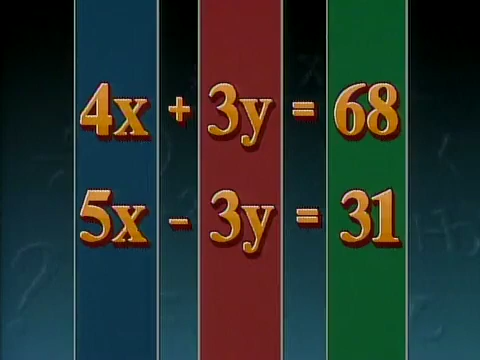 4x + 3y = 68
5x - 3y = 31